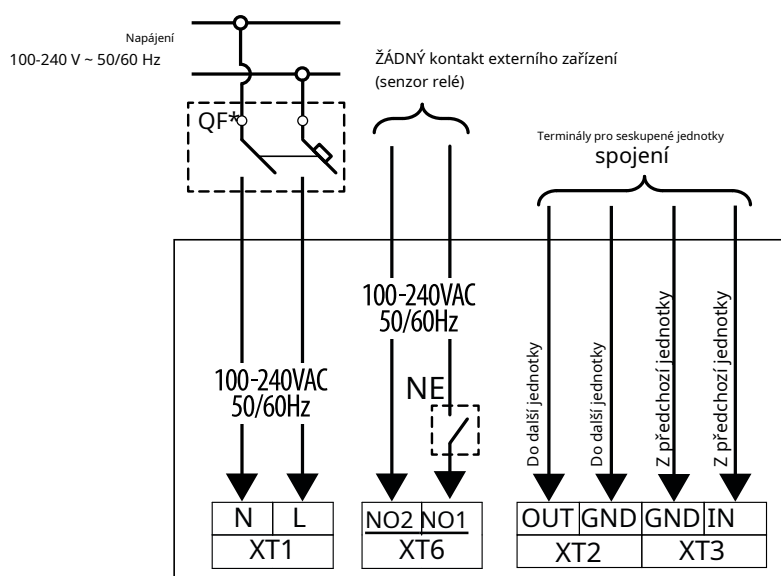 Napájení
100-240 V ~ 50/60 Hz
ŽÁDNÝ kontakt externího zařízení
(senzor relé)
QF*
Terminály pro seskupené jednotky
spojení
100-240VAC
50/60Hz
100-240VAC
50/60Hz
NE
Do další jednotky
Do další jednotky
Z předchozí jednotky
Z předchozí jednotky
N L
NO2 NO1
OUT GND GND IN
XT1
XT6
XT2
XT3